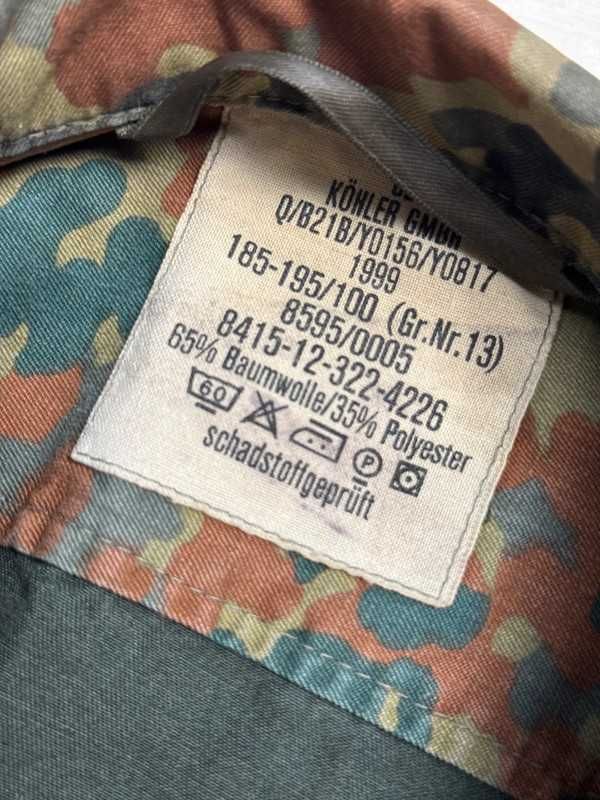 KÖHLER GMBH
Q/B21B/Y0156/Y0817
1999
185-195/100 (Gr.Nr.13)
8595/0005
8415-12-322-4226
65% Baumwolle/35% Polyester
60 P
schadstoffgeprüft